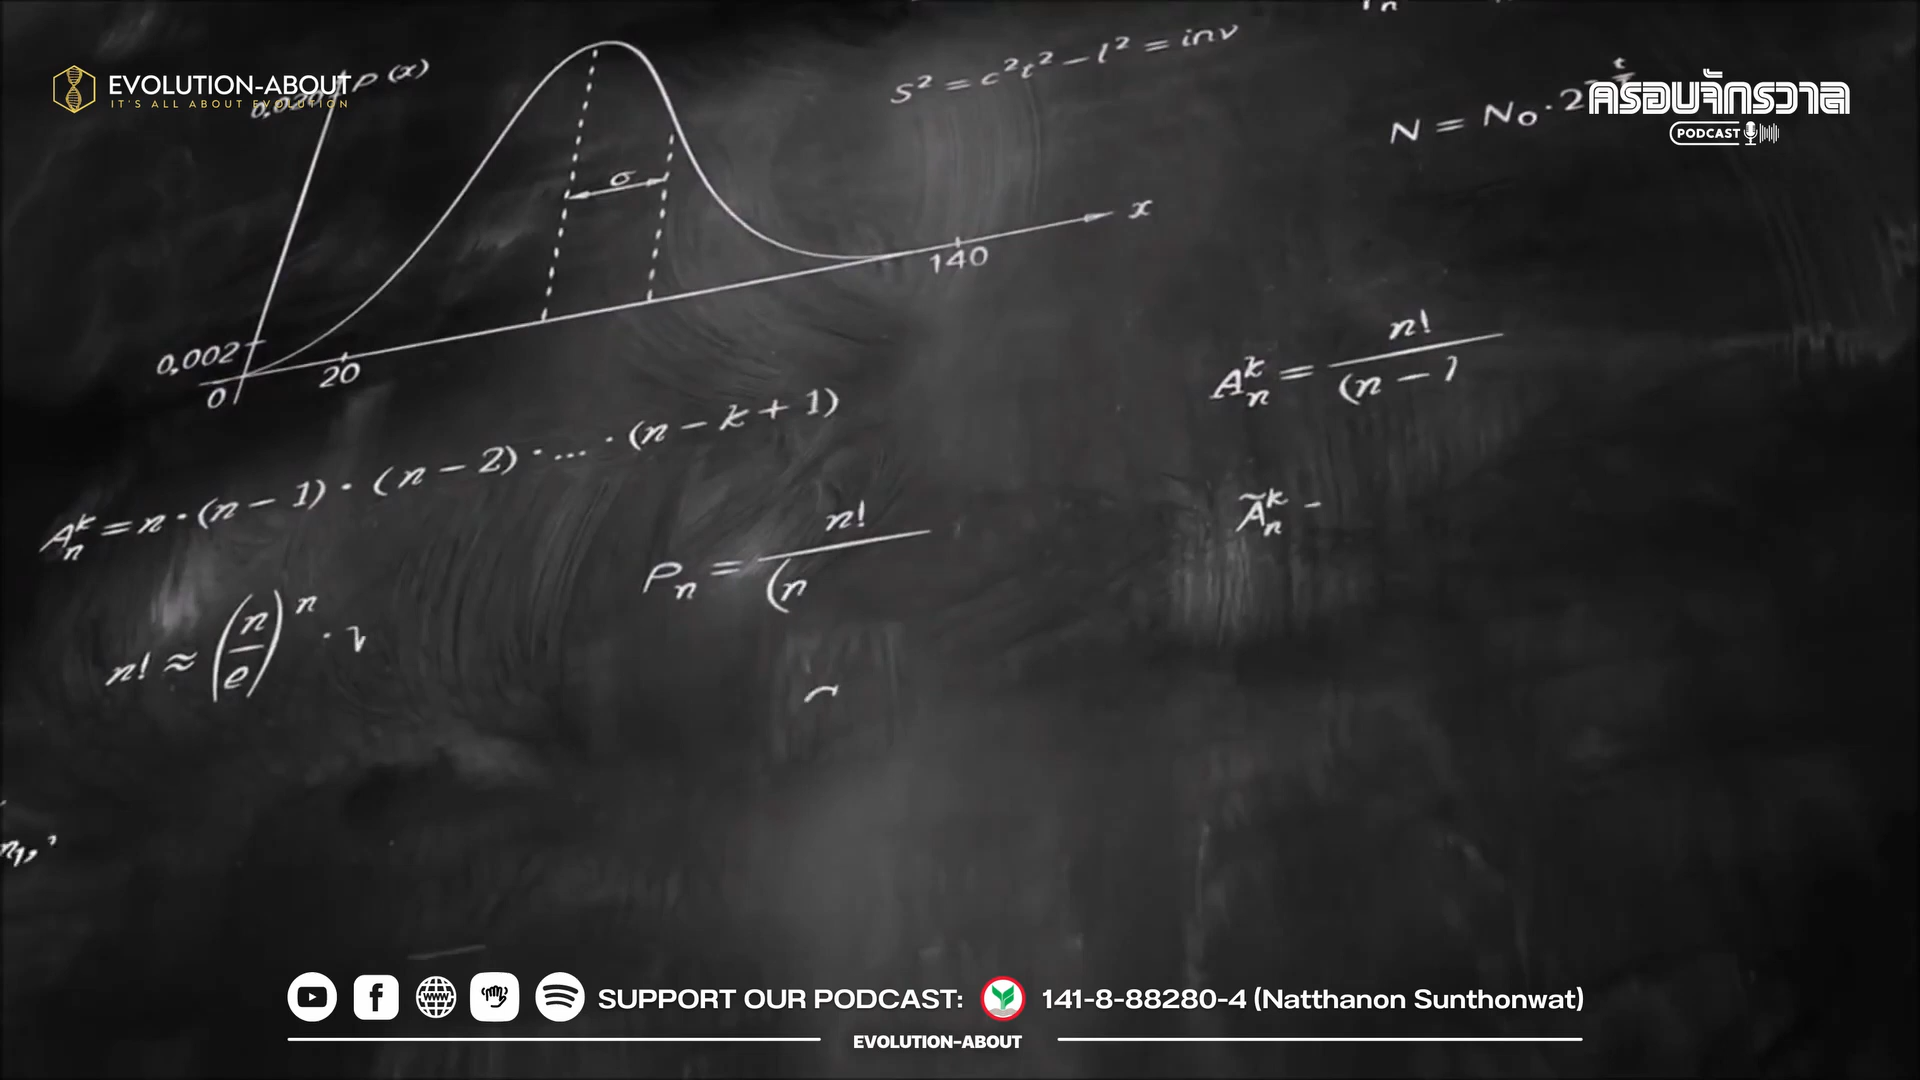 EVOLUTION-ABOUT
IT'S ALL ABOUT EVOLUTION
ครอบจักรวาล
PODCAST
P(x)
S² = c²t² − l² = inv
N = N₀ · 2
σ
x
140
0,002
20
0
Aₙᵏ = n!
(n −
Aₙᵏ = n · (n − 1) · (n − 2) · ... · (n − k + 1)
Ãₙᵏ
Pₙ = n!
(n
n! ≈ (n/e)ⁿ ·
SUPPORT OUR PODCAST: 141-8-88280-4 (Natthanon Sunthonwat)
EVOLUTION-ABOUT